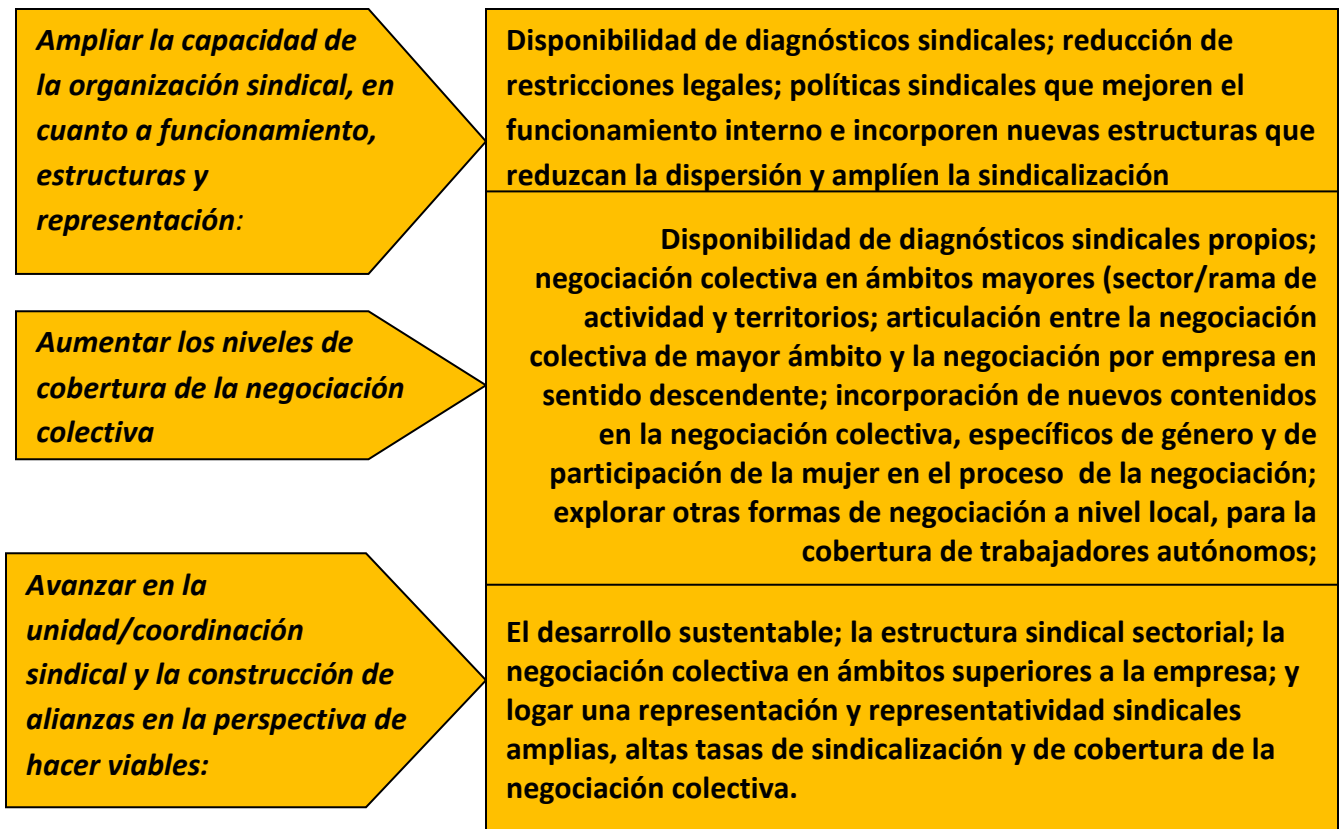 Ampliar la capacidad de
la organización sindical, en
cuanto a funcionamiento,
estructuras y
representación:
Disponibilidad de diagnósticos sindicales; reducción de
restricciones legales; políticas sindicales que mejoren el
funcionamiento interno e incorporen nuevas estructuras que
reduzcan la dispersión y amplíen la sindicalización
Aumentar los niveles de
cobertura de la negociación
colectiva
Disponibilidad de diagnósticos sindicales propios;
negociación colectiva en ámbitos mayores (sector/rama de
actividad y territorios; articulación entre la negociación
colectiva de mayor ámbito y la negociación por empresa en
sentido descendente; incorporación de nuevos contenidos
en la negociación colectiva, específicos de género y de
participación de la mujer en el proceso de la negociación;
explorar otras formas de negociación a nivel local, para la
cobertura de trabajadores autónomos;
Avanzar en la
unidad/coordinación
sindical y la construcción de
alianzas en la perspectiva de
hacer viables:
El desarrollo sustentable; la estructura sindical sectorial; la
negociación colectiva en ámbitos superiores a la empresa; y
logar una representación y representatividad sindicales
amplias, altas tasas de sindicalización y de cobertura de la
negociación colectiva.